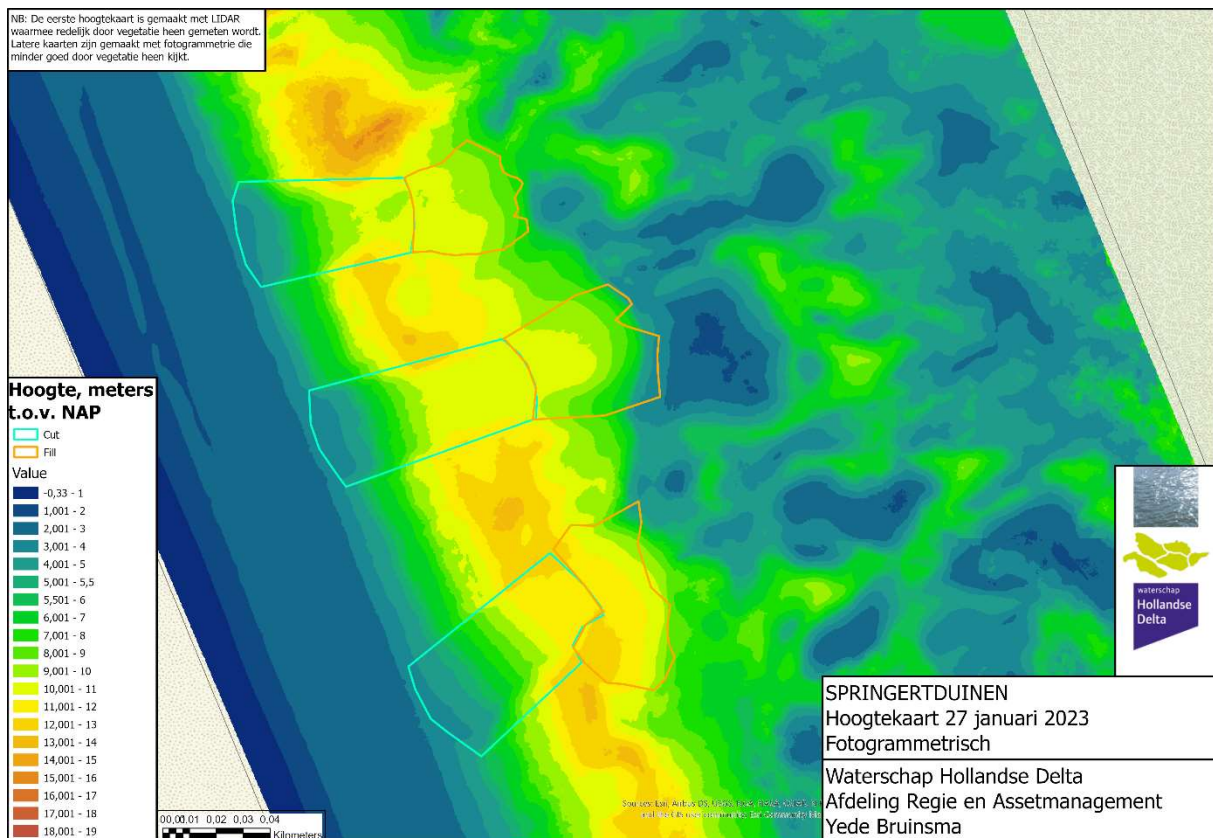 NB: De eerste hoogtekaart is gemaakt met LIDAR
waarmee redelijk door vegetatie heen gemeten wordt.
Latere kaarten zijn gemaakt met fotogrammetrie die
minder goed door vegetatie heen kijkt.
Hoogte, meters
t.o.v. NAP
Cut
Fill
Value
-0,33 - 1
1,001 - 2
2,001 - 3
3,001 - 4
4,001 - 5
5,001 - 5,5
5,501 - 6
6,001 - 7
7,001 - 8
8,001 - 9
9,001 - 10
10,001 - 11
11,001 - 12
12,001 - 13
13,001 - 14
14,001 - 15
15,001 - 16
16,001 - 17
17,001 - 18
18,001 - 19
0,02 0,03 0,04
Kilometers
Sources: Esri, Airbus DS, USGS,
waterschap
Hollandse
Delta
SPRINGERTDUINEN
Hoogtekaart 27 januari 2023
Fotogrammetrisch
Waterschap Hollandse Delta
Afdeling Regie en Assetmanagement
Yede Bruinsma